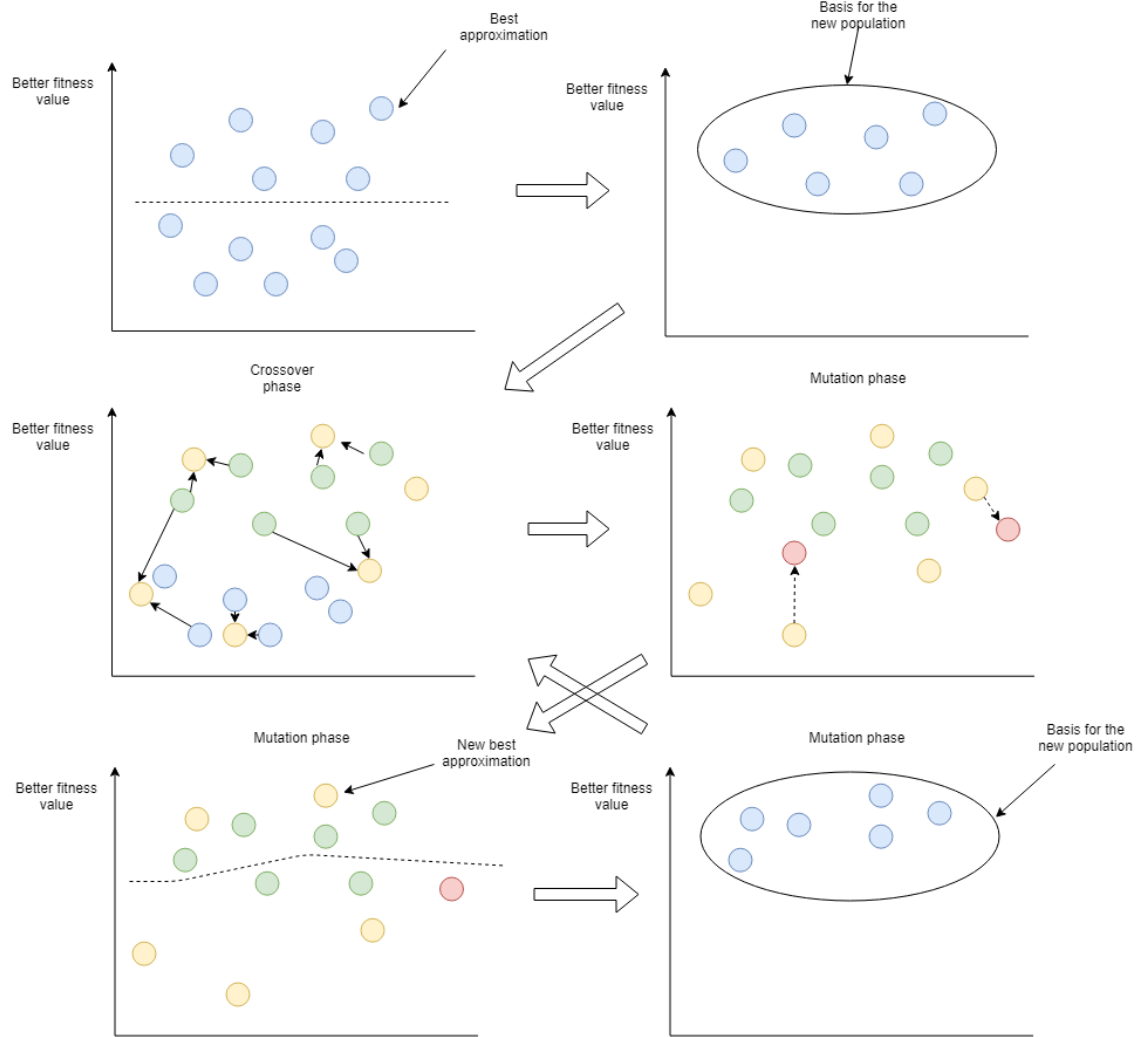 Best
approximation
Basis for the
new population
Better fitness
value
Better fitness
value
Crossover
phase
Mutation phase
Better fitness
value
Better fitness
value
Mutation phase
New best
approximation
Mutation phase
Basis for the
new population
Better fitness
value
Better fitness
value